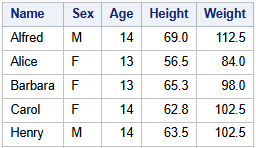 Name Sex Age Height Weight
Alfred M 14 69.0 112.5
Alice F 13 56.5 84.0
Barbara F 13 65.3 98.0
Carol F 14 62.8 102.5
Henry M 14 63.5 102.5